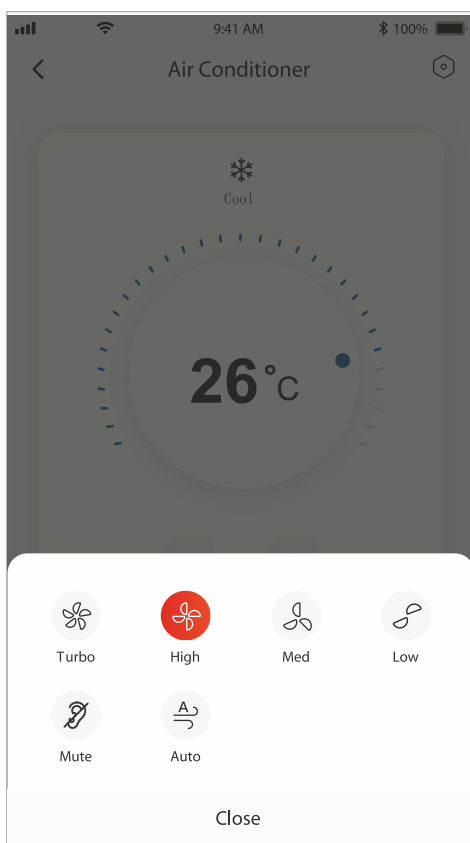 9:41 AM 100%
Air Conditioner
Cool
26°C
Turbo High Med Low
Mute A Auto
Close